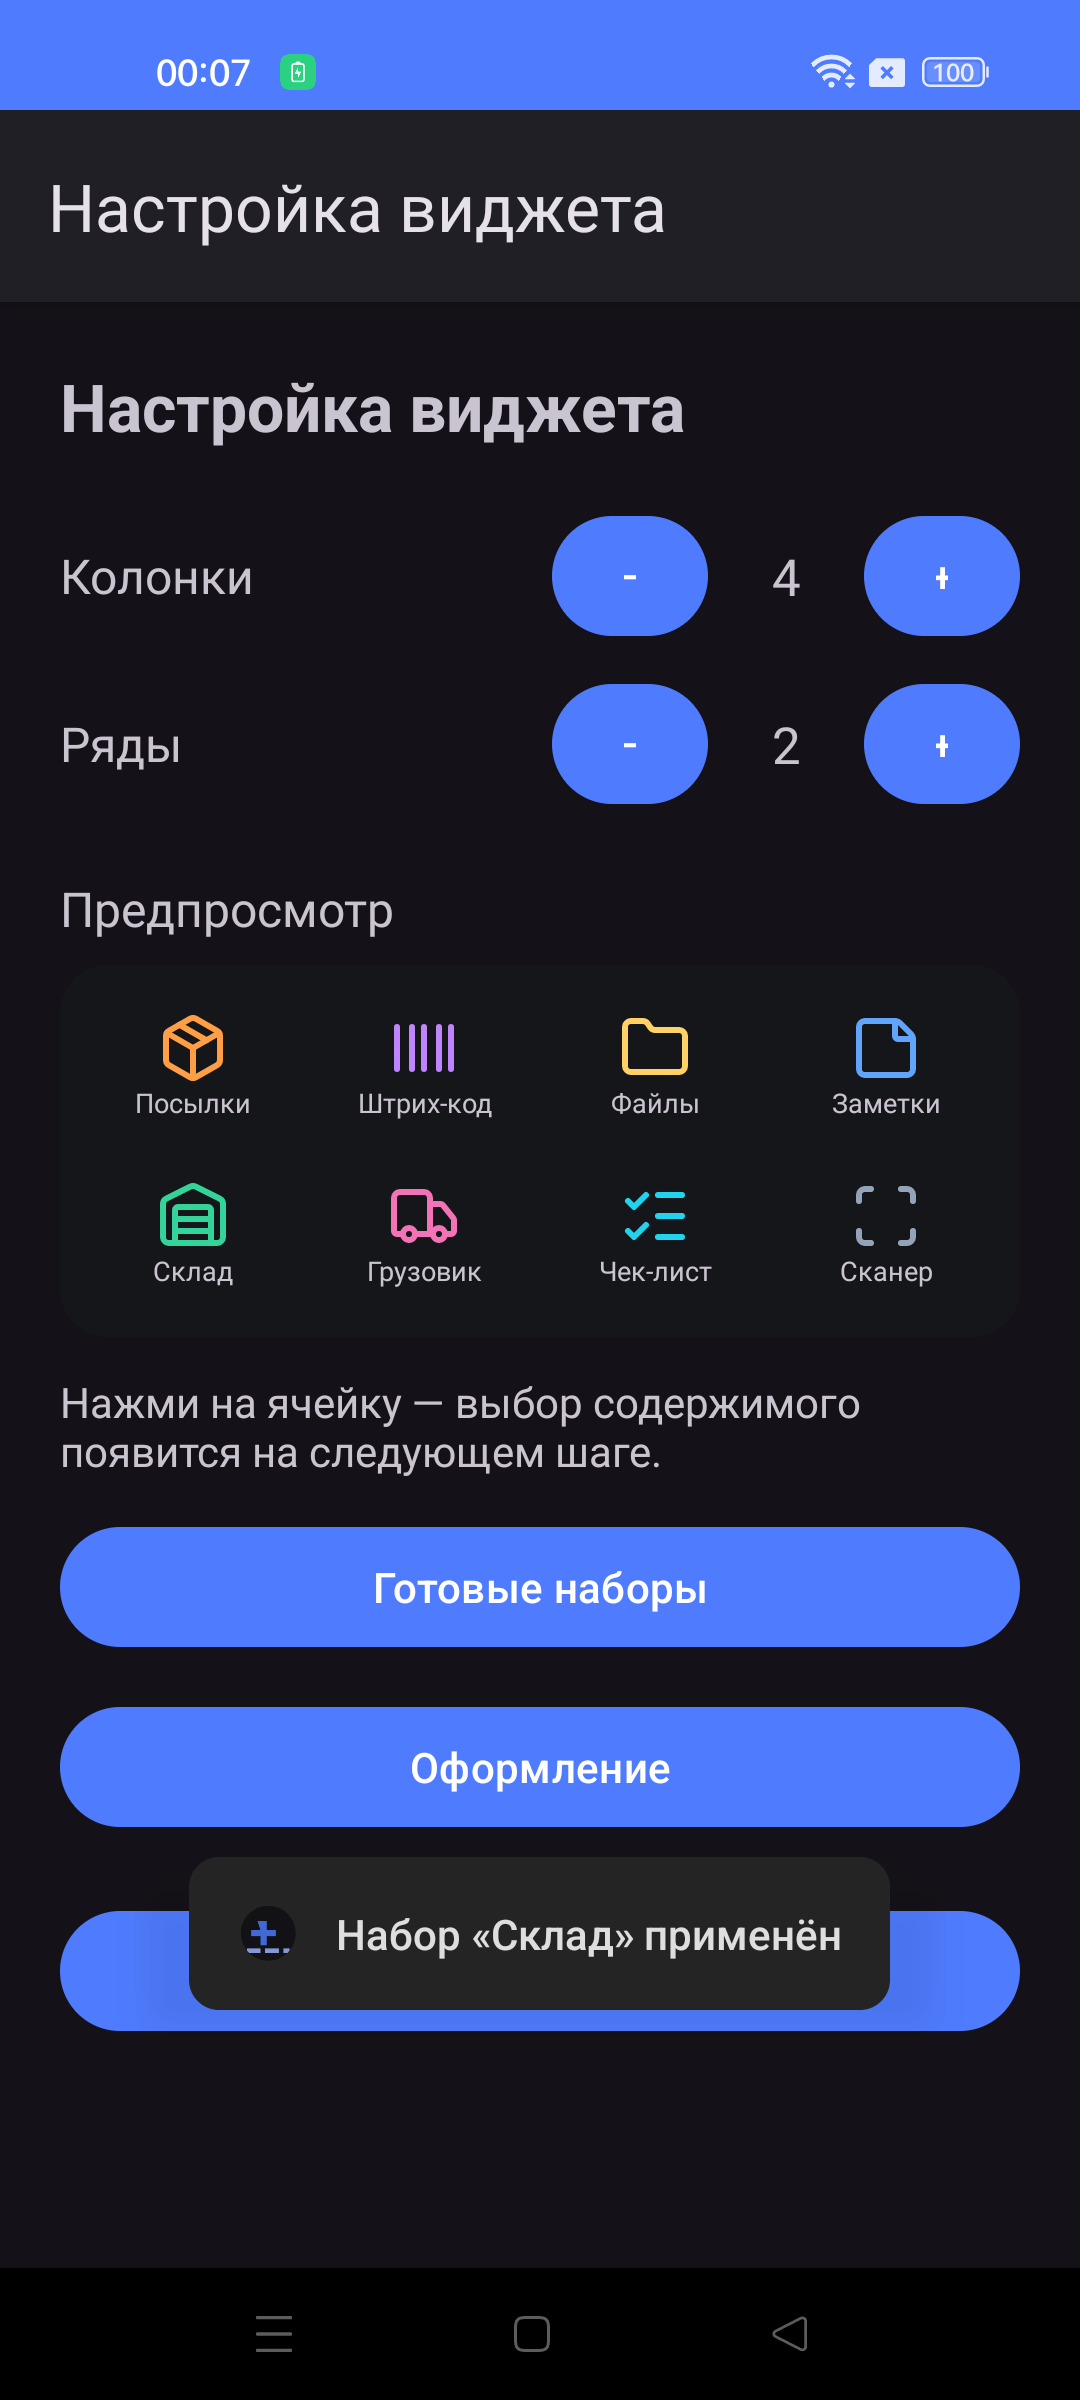 00:07
100
Настройка виджета
Настройка виджета
Колонки - 4 +
Ряды - 2 +
Предпросмотр
Посылки Штрих-код Файлы Заметки
Склад Грузовик Чек-лист Сканер
Нажми на ячейку — выбор содержимого
появится на следующем шаге.
Готовые наборы
Оформление
Набор «Склад» применён